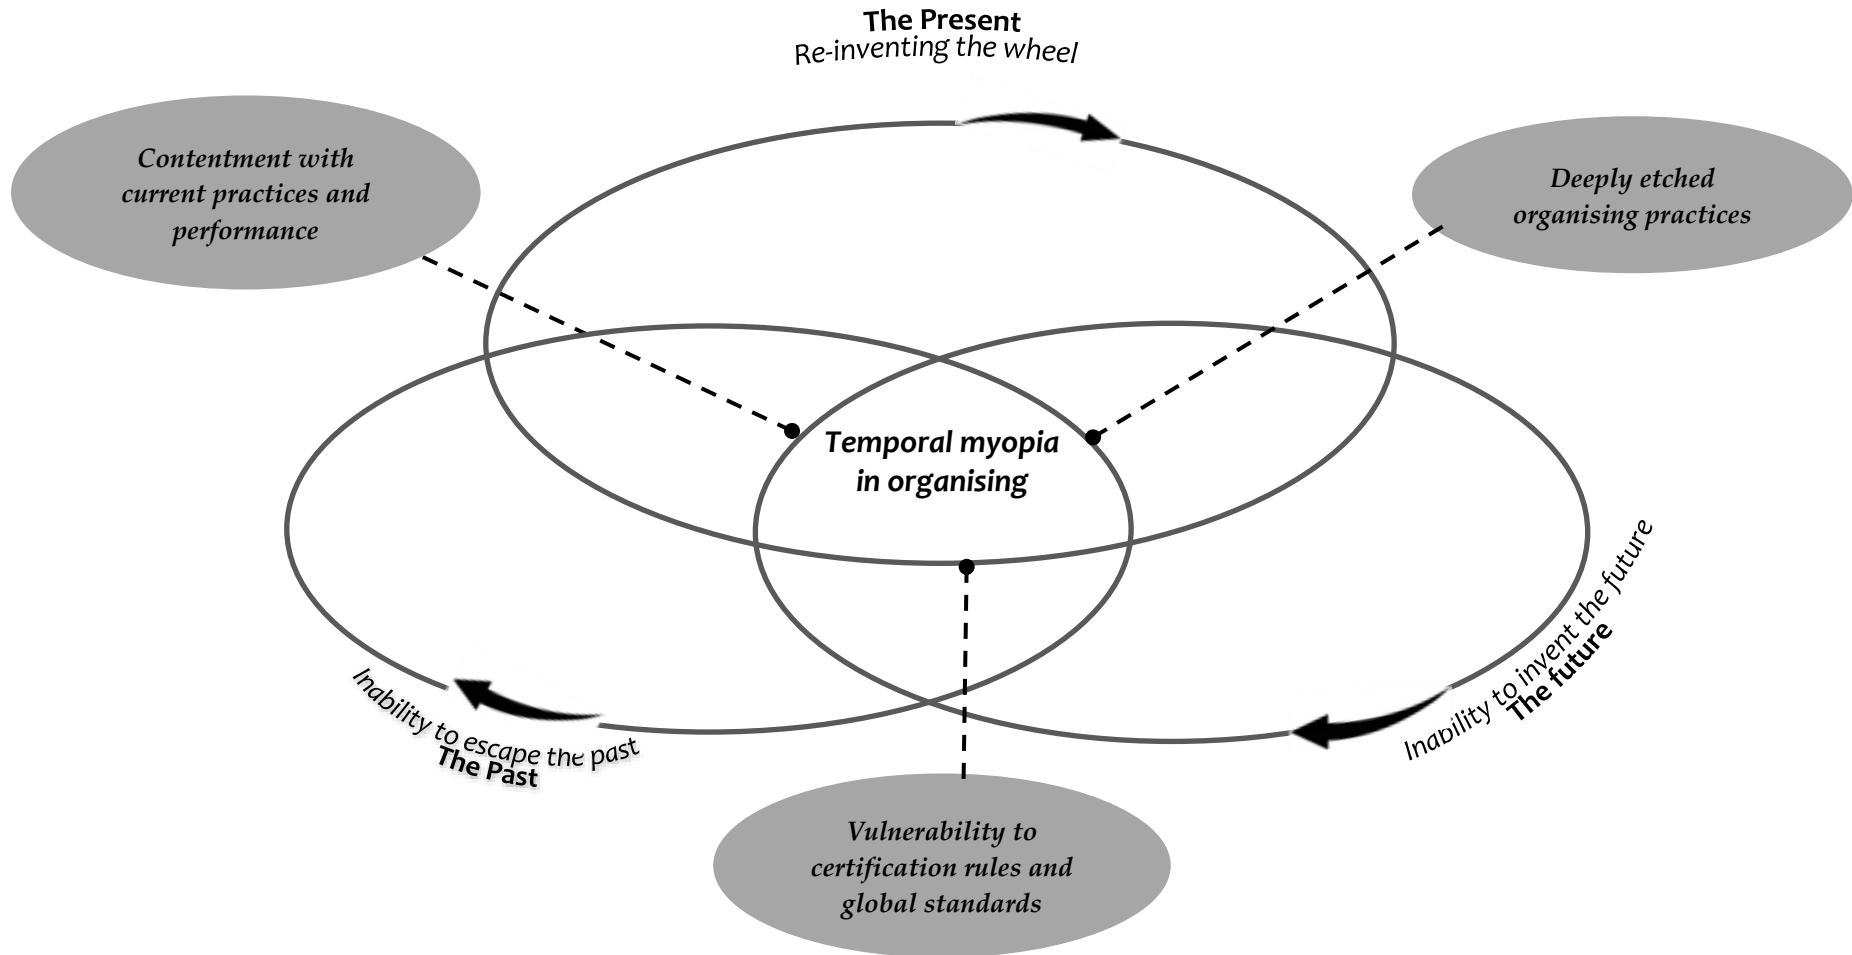 The Present
Re-inventing the wheel
Contentment with
current practices and
performance
Deeply etched
organising practices
Temporal myopia
in organising
Inability to invent the future
The future
Inability to escape the past
The Past
Vulnerability to
certification rules and
global standards